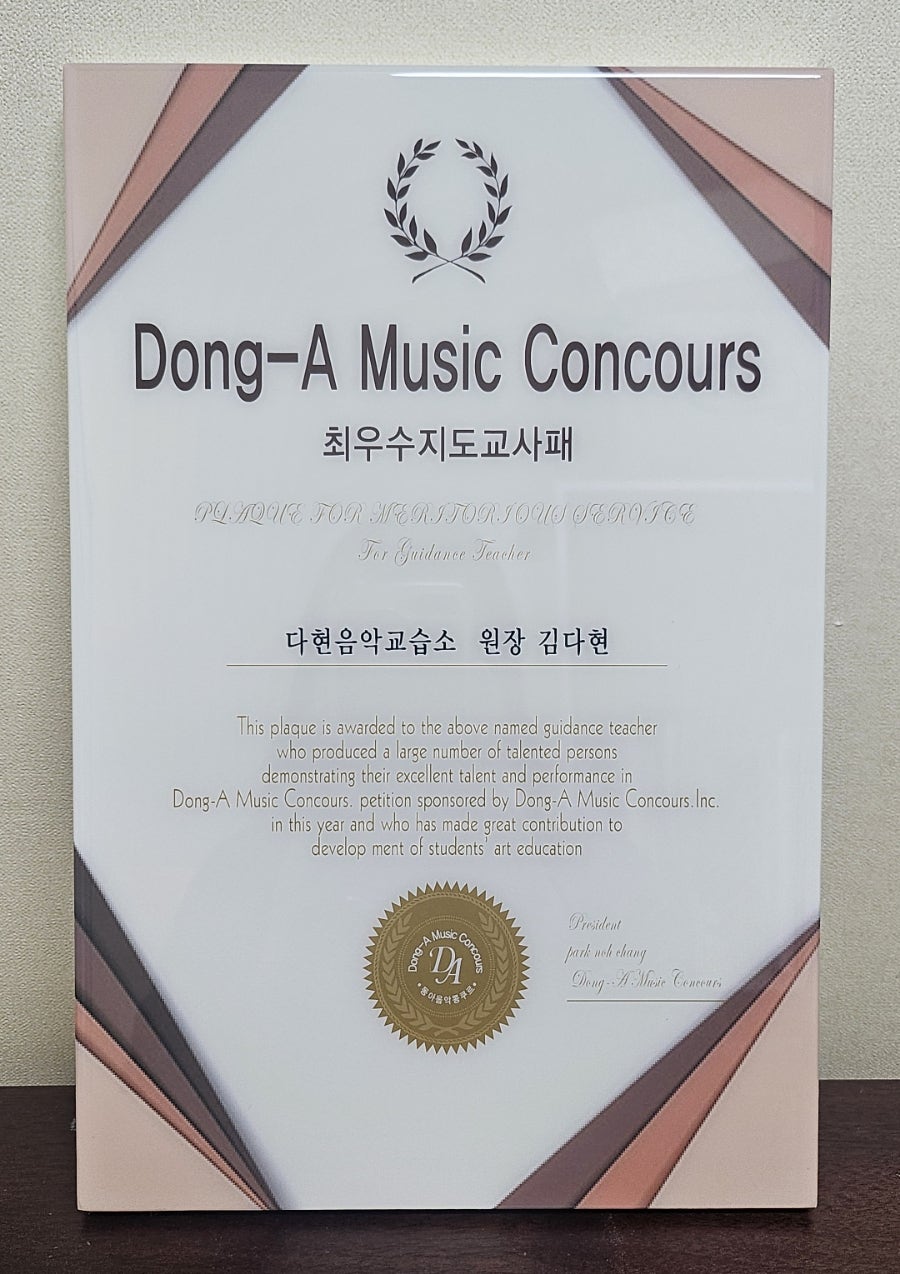 Dong-A Music Concours
최우수지도교사패
PLAQUE FOR MERITORIOUS SERVICE
For Guidance Teacher
다현음악교습소 원장 김다현
This plaque is awarded to the above named guidance teacher
who produced a large number of talented persons
demonstrating their excellent talent and performance in
Dong-A Music Concours. petition sponsored by Dong-A Music Concours.Inc.
in this year and who has made great contribution to
develop ment of students' art education
Dong-A Music Concours
DA
동아음악콩쿠르
President
park noh chang
Dong-A Music Concours